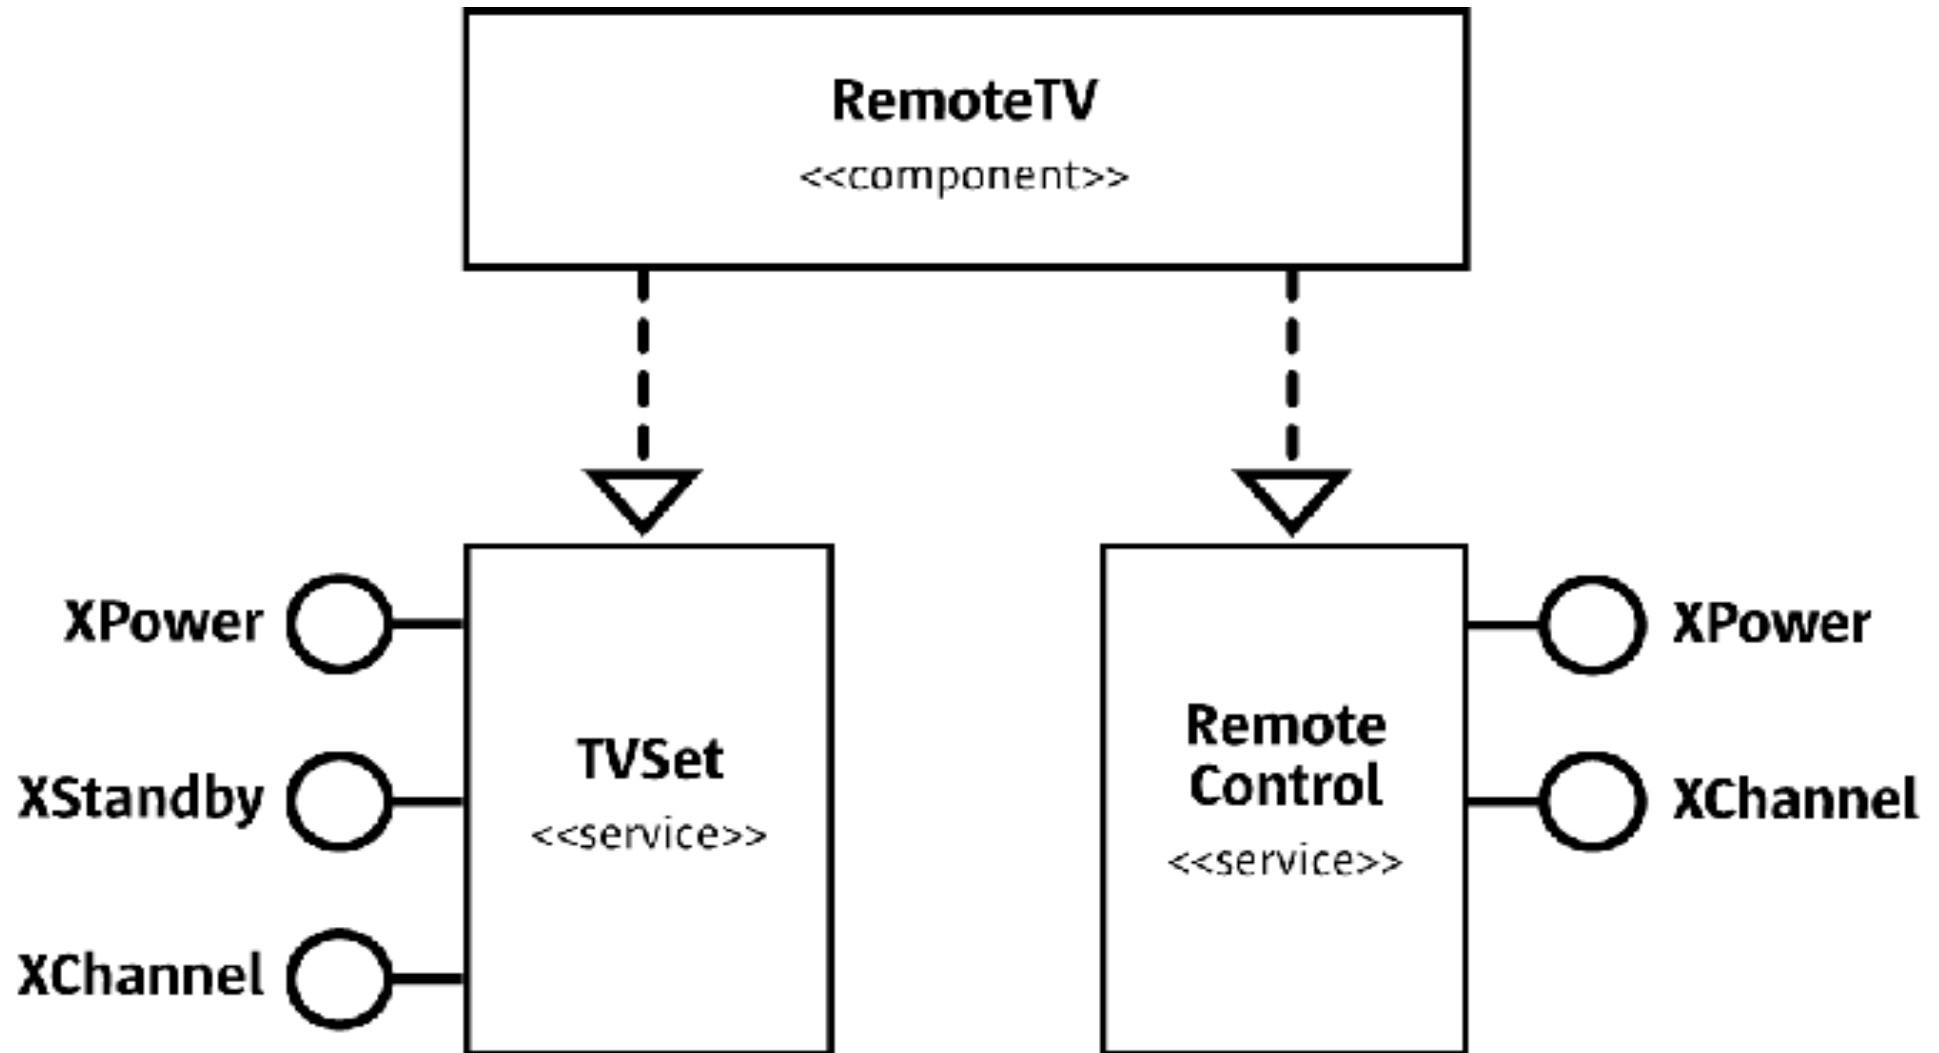 RemoteTV
<<component>>
XPower
XStandby
XChannel
TVSet
<<service>>
Remote
Control
<<service>>
XPower
XChannel